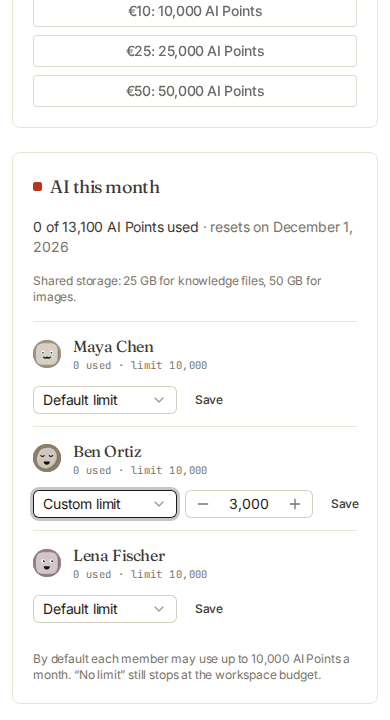 €10: 10,000 AI Points
€25: 25,000 AI Points
€50: 50,000 AI Points
AI this month
0 of 13,100 AI Points used · resets on December 1,
2026
Shared storage: 25 GB for knowledge files, 50 GB for
images.
Maya Chen
0 used · limit 10,000
Default limit
Save
Ben Ortiz
0 used · limit 10,000
Custom limit
3,000
Save
Lena Fischer
0 used · limit 10,000
Default limit
Save
By default each member may use up to 10,000 AI Points a
month. “No limit” still stops at the workspace budget.